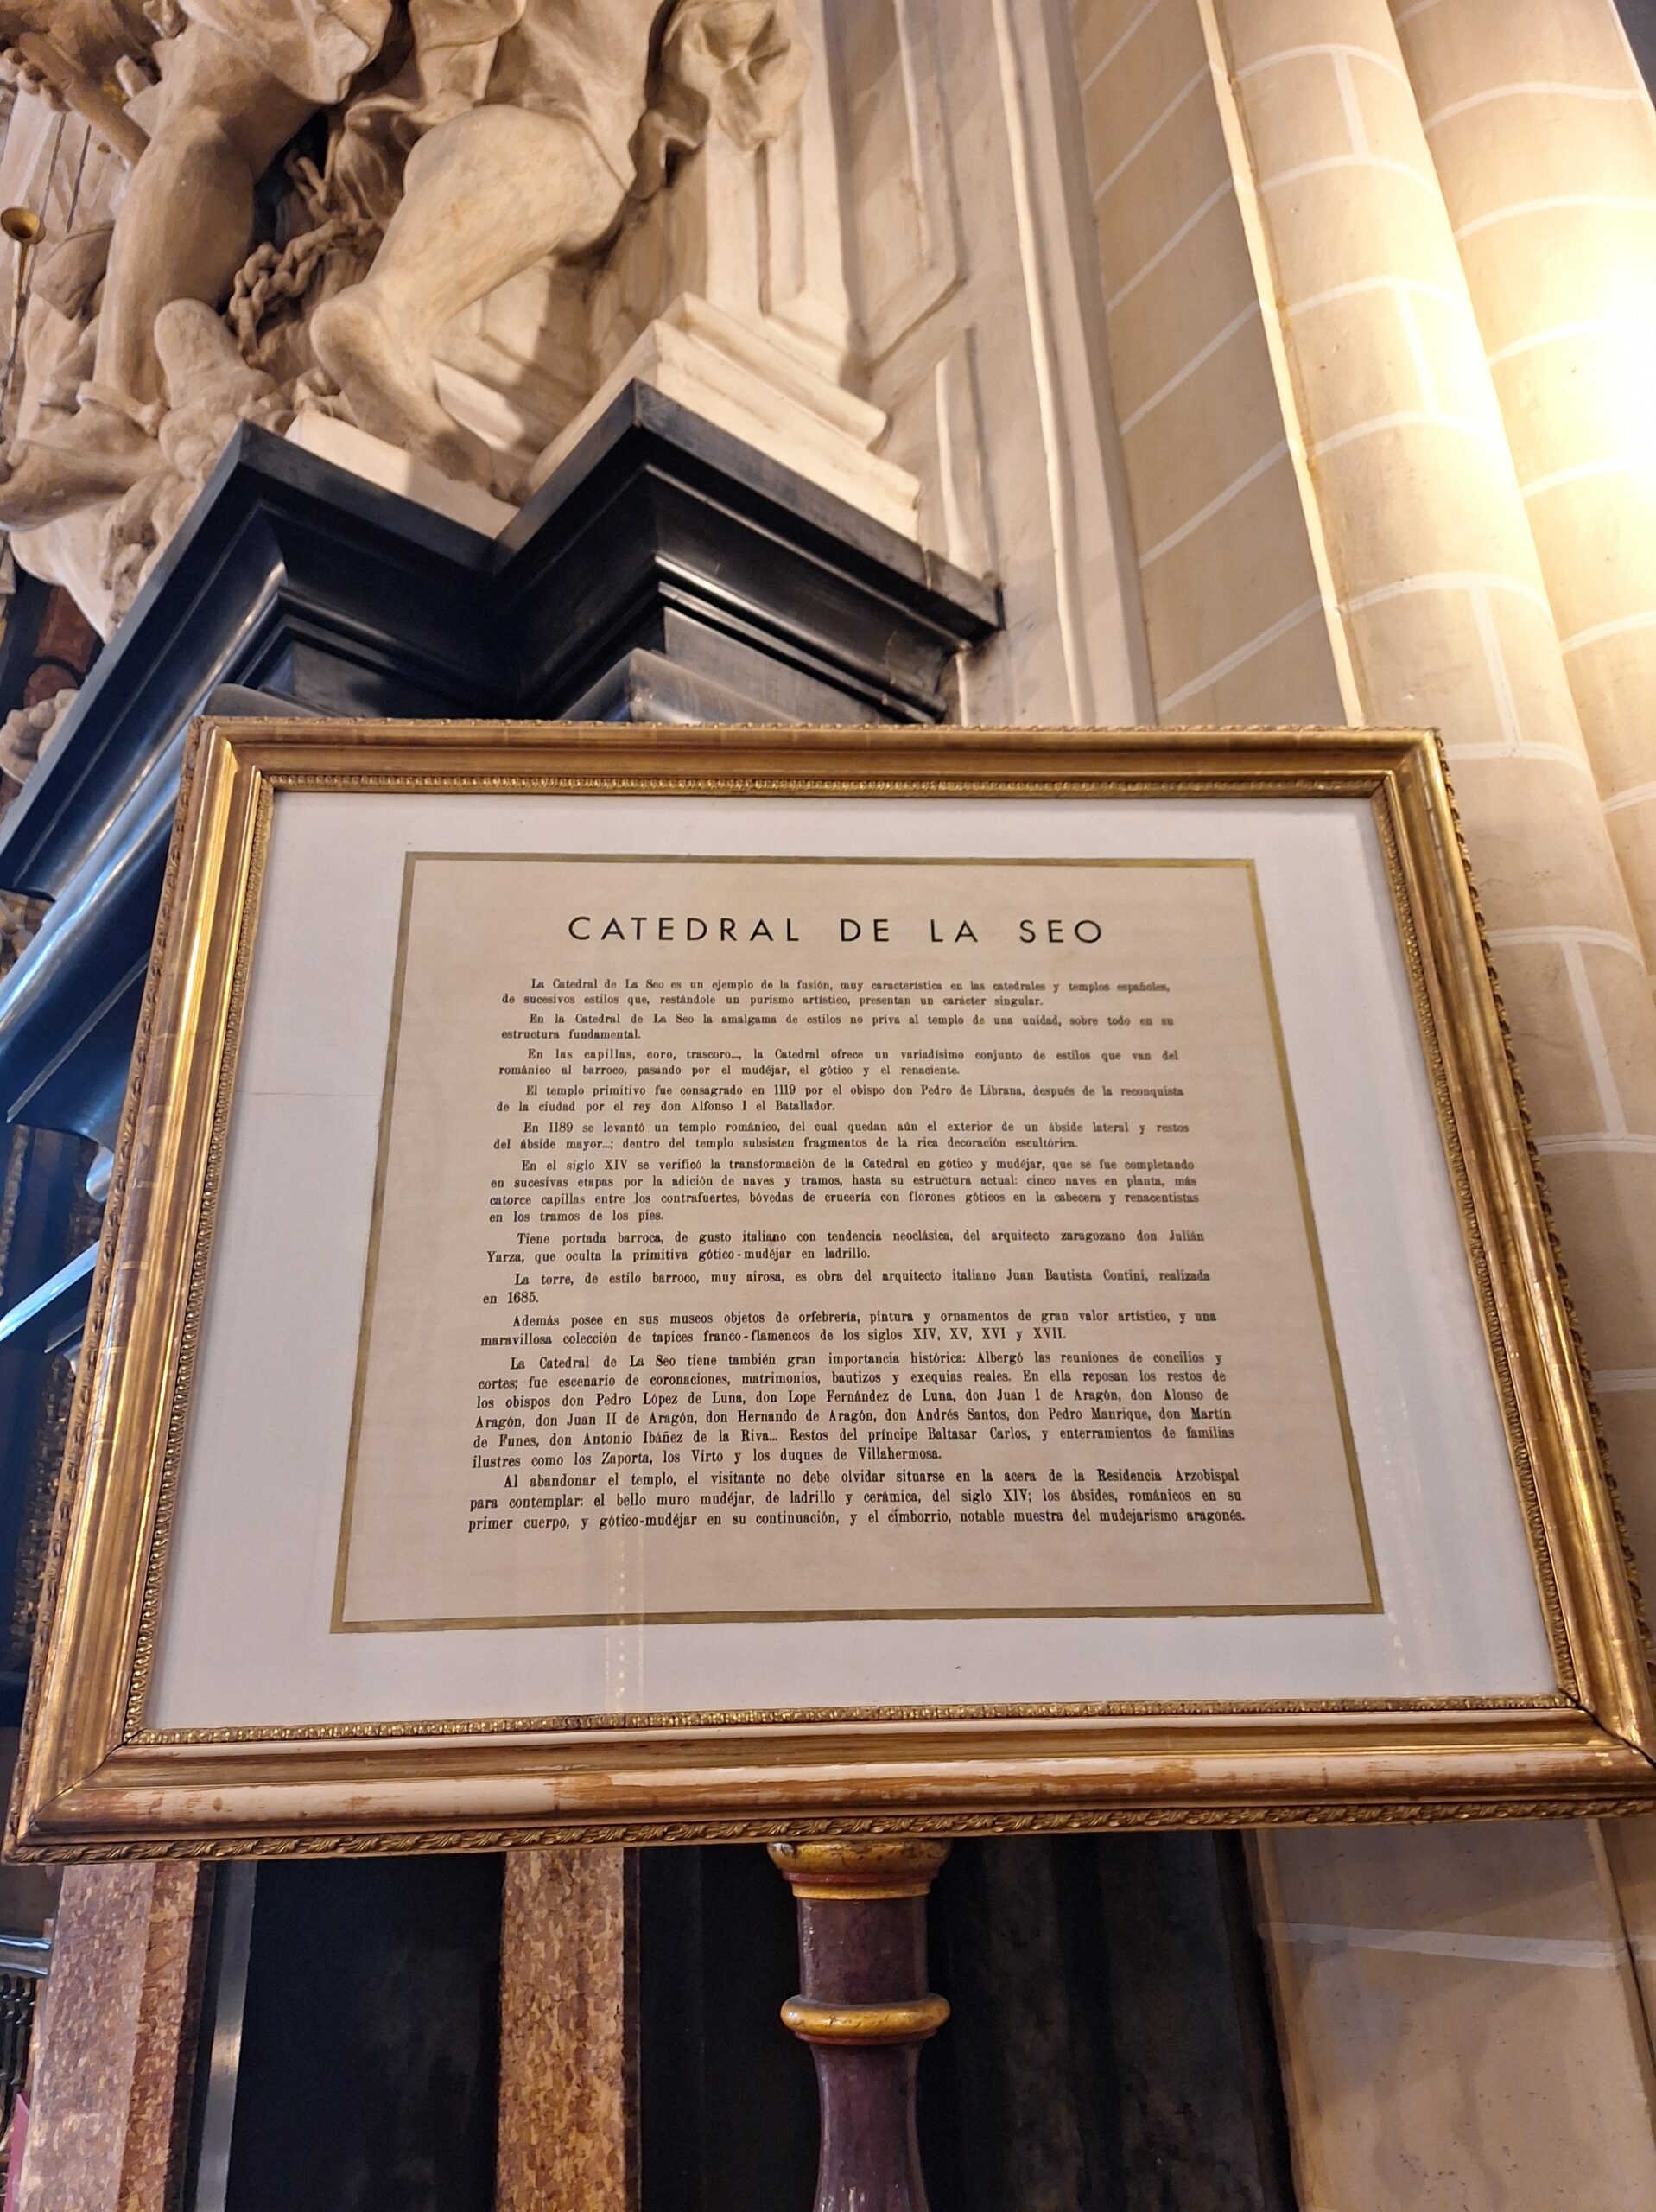 CATEDRAL DE LA SEO
La Catedral de La Seo es un ejemplo de la fusión, muy característica en las catedrales y templos españoles,
de sucesivos estilos que, restándole un purismo artístico, presentan un carácter singular.
En la Catedral de La Seo la amalgama de estilos no priva al templo de una unidad, sobre todo en su
estructura fundamental.
En las capillas, coro, trascoro..., la Catedral ofrece un variadísimo conjunto de estilos que van del
románico al barroco, pasando por el mudéjar, el gótico y el renaciente.
El templo primitivo fue consagrado en 1119 por el obispo don Pedro de Librana, después de la reconquista
de la ciudad por el rey don Alfonso I el Batallador.
En 1189 se levantó un templo románico, del cual quedan aún el exterior de un ábside lateral y restos
del ábside mayor...; dentro del templo subsisten fragmentos de la rica decoración escultórica.
En el siglo XIV se verificó la transformación de la Catedral en gótico y mudéjar, que se fue completando
en sucesivas etapas por la adición de naves y tramos, hasta su estructura actual: cinco naves en planta, más
catorce capillas entre los contrafuertes, bóvedas de crucería con florones góticos en la cabecera y renacentistas
en los tramos de los pies.
Tiene portada barroca, de gusto italiano con tendencia neoclásica, del arquitecto zaragozano don Julián
Yarza, que oculta la primitiva gótico-mudéjar en ladrillo.
La torre, de estilo barroco, muy airosa, es obra del arquitecto italiano Juan Bautista Contini, realizada
en 1685.
Además posee en sus museos objetos de orfebrería, pintura y ornamentos de gran valor artístico, y una
maravillosa colección de tapices franco-flamencos de los siglos XIV, XV, XVI y XVII.
La Catedral de La Seo tiene también gran importancia histórica: Albergó las reuniones de concilios y
cortes; fue escenario de coronaciones, matrimonios, bautizos y exequias reales. En ella reposan los restos de
los obispos don Pedro López de Luna, don Lope Fernández de Luna, don Juan I de Aragón, don Alonso de
Aragón, don Juan II de Aragón, don Hernando de Aragón, don Andrés Santos, don Pedro Manrique, don Martín
de Funes, don Antonio Ibáñez de la Riva... Restos del príncipe Baltasar Carlos, y enterramientos de familias
ilustres como los Zaporta, los Virto y los duques de Villahermosa.
Al abandonar el templo, el visitante no debe olvidar situarse en la acera de la Residencia Arzobispal
para contemplar: el bello muro mudéjar, de ladrillo y cerámica, del siglo XIV; los ábsides, románicos en su
primer cuerpo, y gótico-mudéjar en su continuación, y el cimborrio, notable muestra del mudejarismo aragonés.